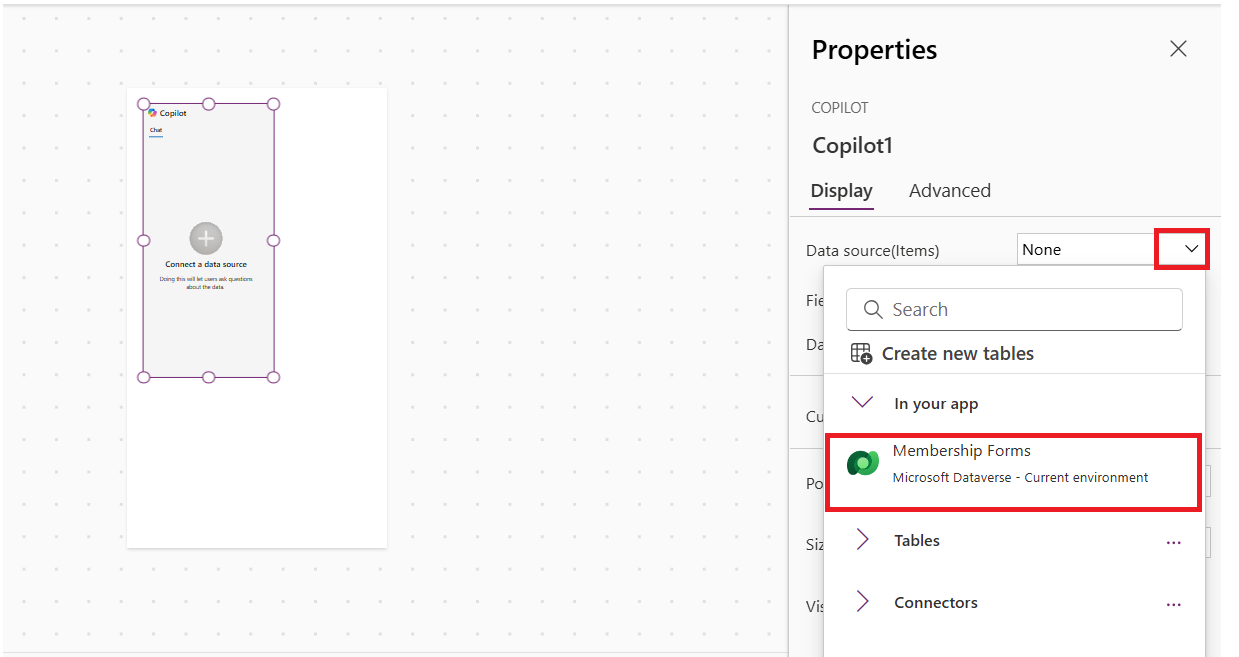 Copilot
Chat
Connect a data source
Doing this will let users ask questions
about the data.
Properties
COPILOT
Copilot1
Display Advanced
Data source(Items) None
Fie
Search
Da
Create new tables
In your app
Cu
Membership Forms
Microsoft Dataverse - Current environment
Po
Tables
Siz
Connectors
Vis